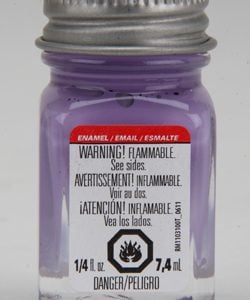 ENAMEL / EMAIL / ESMALTE
WARNING! FLAMMABLE.
See sides.
AVERTISSEMENT! INFLAMMABLE.
Voir au dos.
¡ATENCIÓN! INFLAMABLE.
Vea los lados.
1/4 fl. oz. 7,4 mL
DANGER/PELIGRO
RM11031007_0611